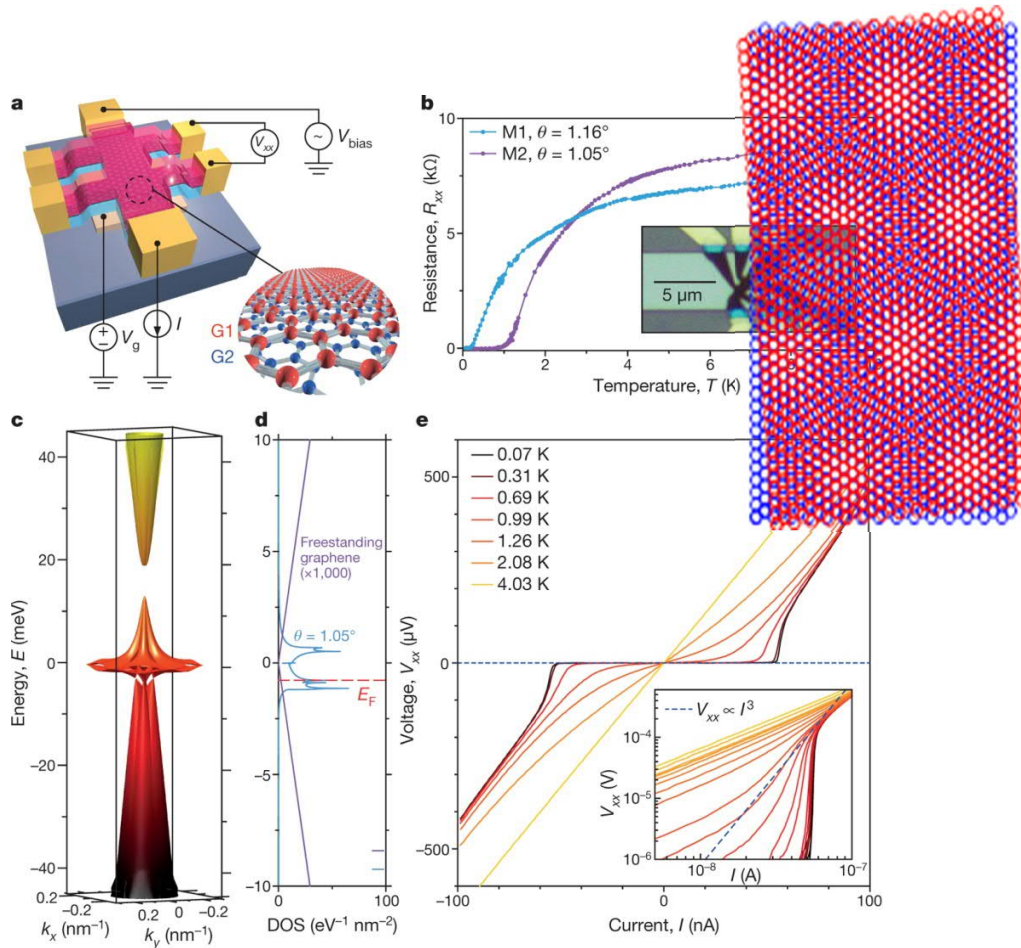 a
V_xx
~
V_bias
+
−
V_g
I
G1
G2
b
M1, θ = 1.16°
M2, θ = 1.05°
Resistance, R_xx (kΩ)
10
5
0
0
2
4
6
5 μm
Temperature, T (K)
c
Energy, E (meV)
40
20
0
−20
−40
0.2
0
−0.2
k_x (nm⁻¹)
0.2
0
−0.2
k_y (nm⁻¹)
d
10
5
0
−5
−10
Freestanding
graphene
(×1,000)
θ = 1.05°
E_F
0
100
DOS (eV⁻¹ nm⁻²)
e
0.07 K
0.31 K
0.69 K
0.99 K
1.26 K
2.08 K
4.03 K
Voltage, V_xx (μV)
500
0
−500
−100
0
100
Current, I (nA)
V_xx ∝ I³
V_xx (V)
10⁻⁴
10⁻⁵
10⁻⁶
10⁻⁸
10⁻⁷
I (A)